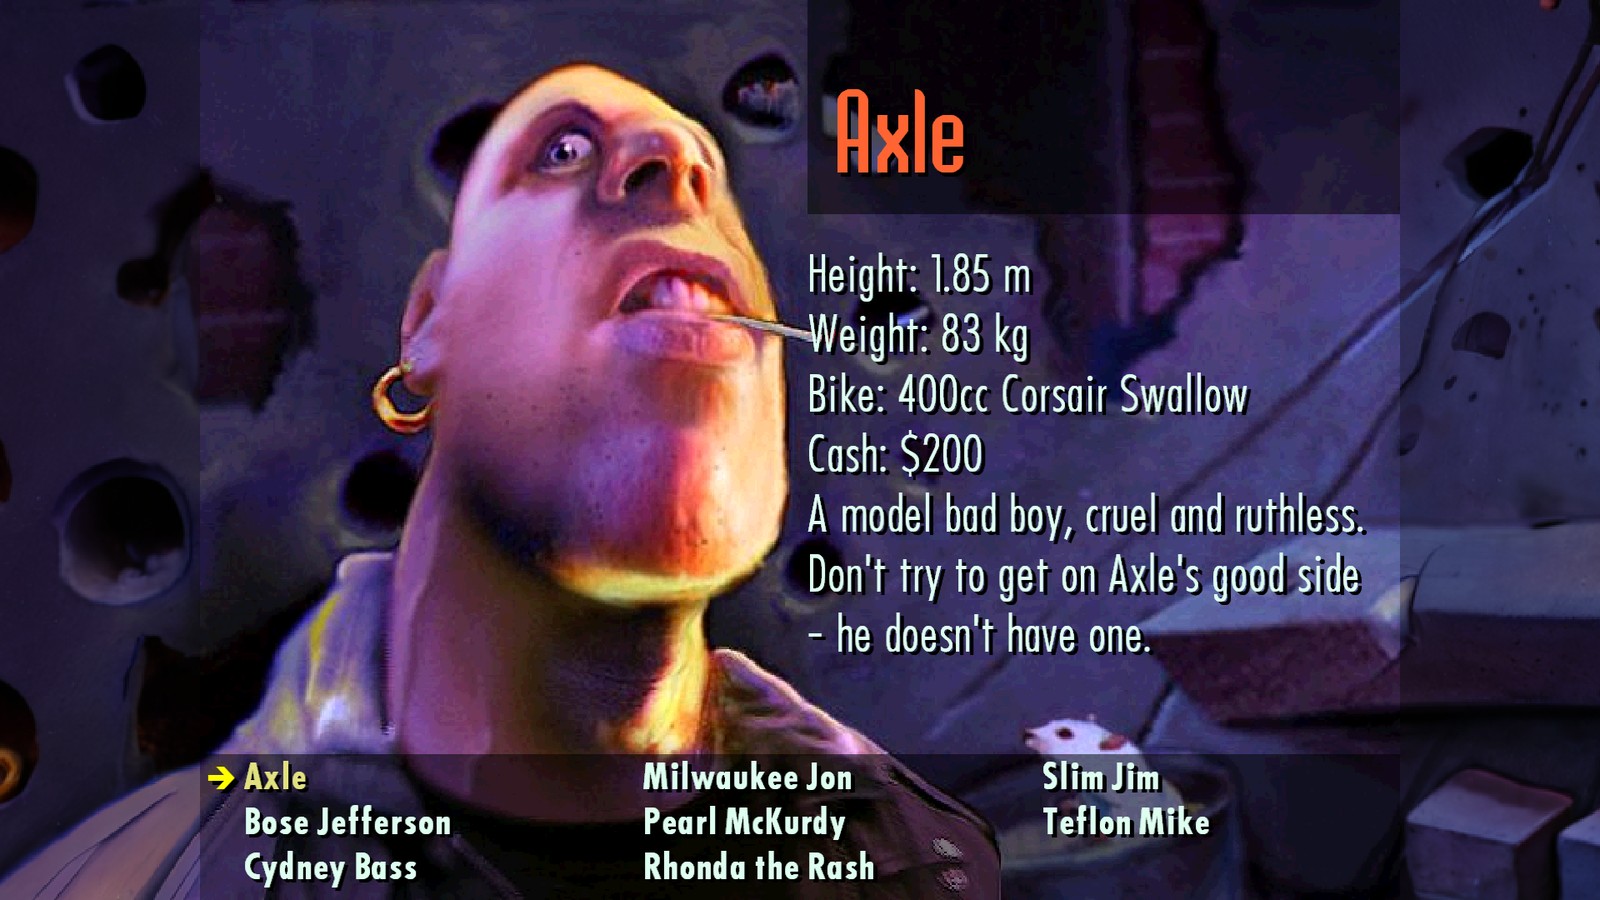 Axle
Height: 1.85 m
Weight: 83 kg
Bike: 400cc Corsair Swallow
Cash: $200
A model bad boy, cruel and ruthless.
Don't try to get on Axle's good side
- he doesn't have one.
Axle
Bose Jefferson
Cydney Bass
Milwaukee Jon
Pearl McKurdy
Rhonda the Rash
Slim Jim
Teflon Mike